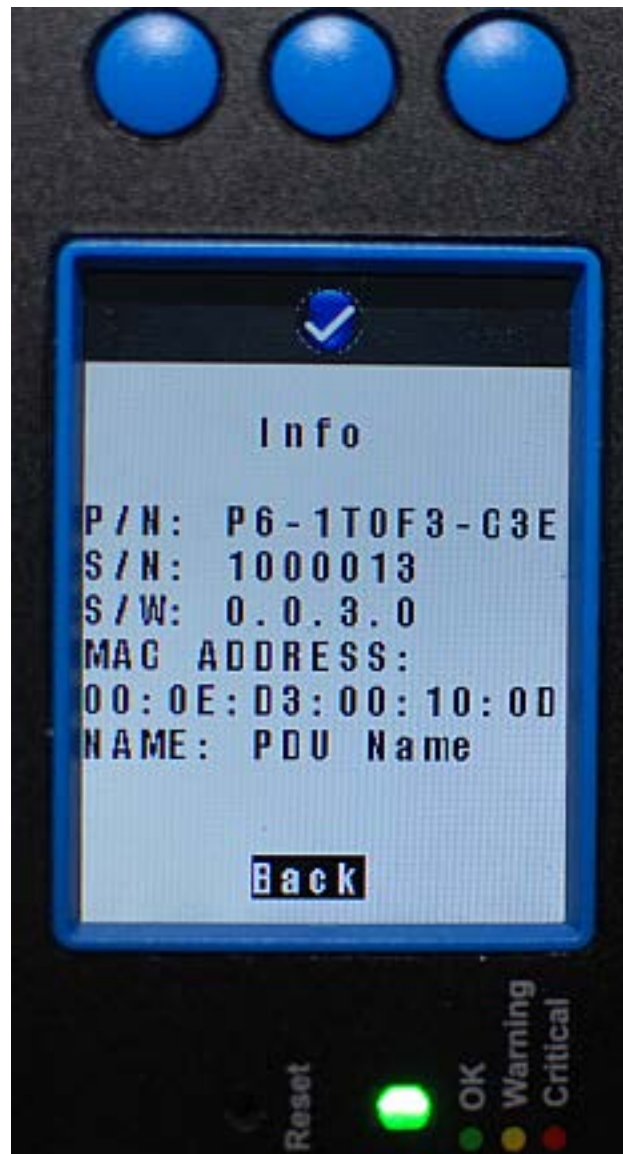 Info
P/N: P6-1T0F3-C3E
S/N: 1000013
S/W: 0.0.3.0
MAC ADDRESS:
00:0E:D3:00:10:0D
NAME: PDU Name
Back
Reset
OK
Warning
Critical